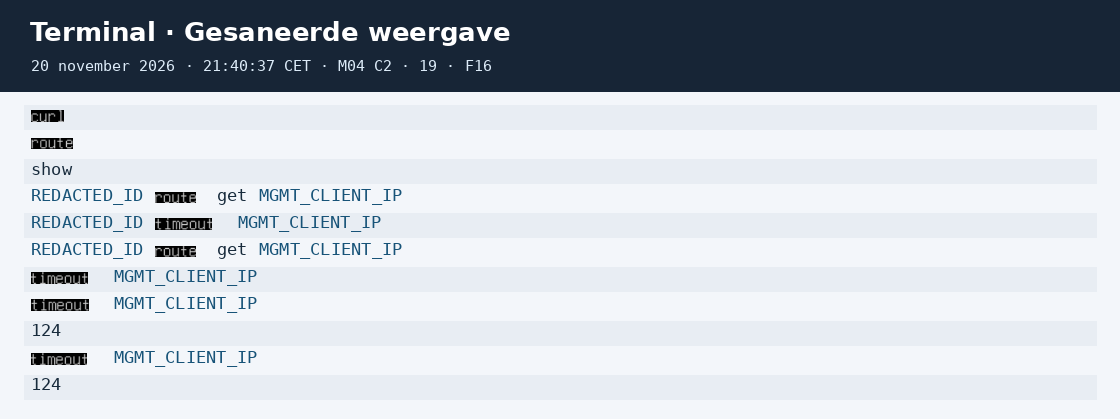 Terminal · Gesaneerde weergave
20 november 2026 · 21:40:37 CET · M04 C2 · 19 · F16
curl
route
show
REDACTED_ID route get MGMT_CLIENT_IP
REDACTED_ID timeout MGMT_CLIENT_IP
REDACTED_ID route get MGMT_CLIENT_IP
timeout MGMT_CLIENT_IP
timeout MGMT_CLIENT_IP
124
timeout MGMT_CLIENT_IP
124